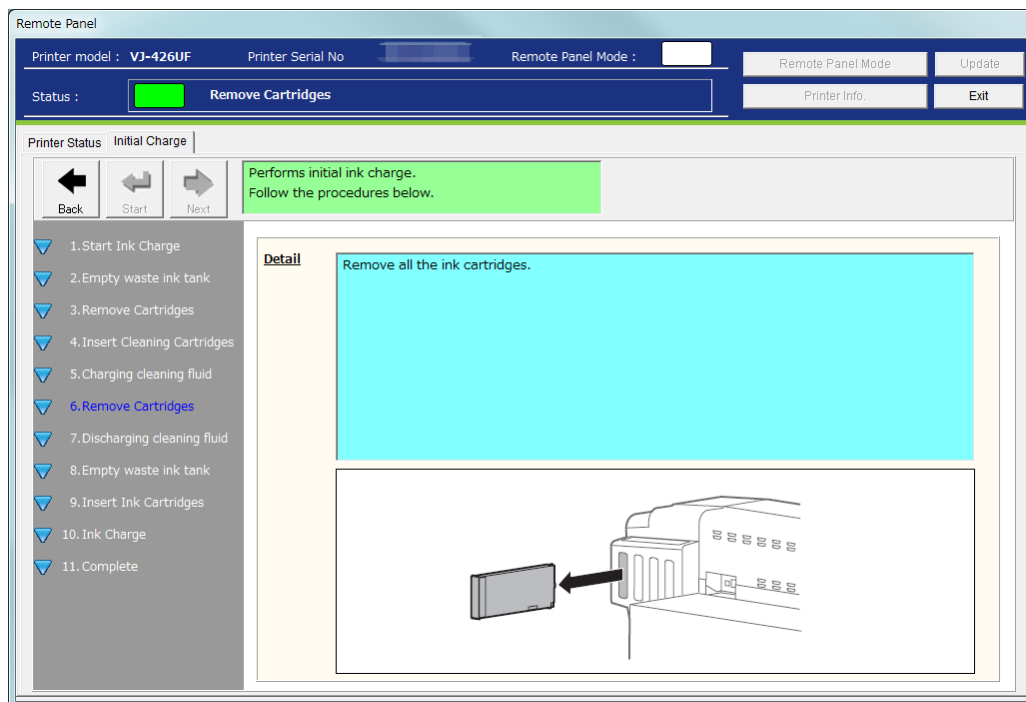 Remote Panel
Printer model : VJ-426UF Printer Serial No Remote Panel Mode :
Remote Panel Mode Update
Status : Remove Cartridges
Printer Info. Exit
Printer Status Initial Charge
Performs initial ink charge.
Follow the procedures below.
Back Start Next
1.Start Ink Charge
2.Empty waste ink tank
3.Remove Cartridges
4.Insert Cleaning Cartridges
5.Charging cleaning fluid
6.Remove Cartridges
7.Discharging cleaning fluid
8.Empty waste ink tank
9.Insert Ink Cartridges
10.Ink Charge
11.Complete
Detail
Remove all the ink cartridges.